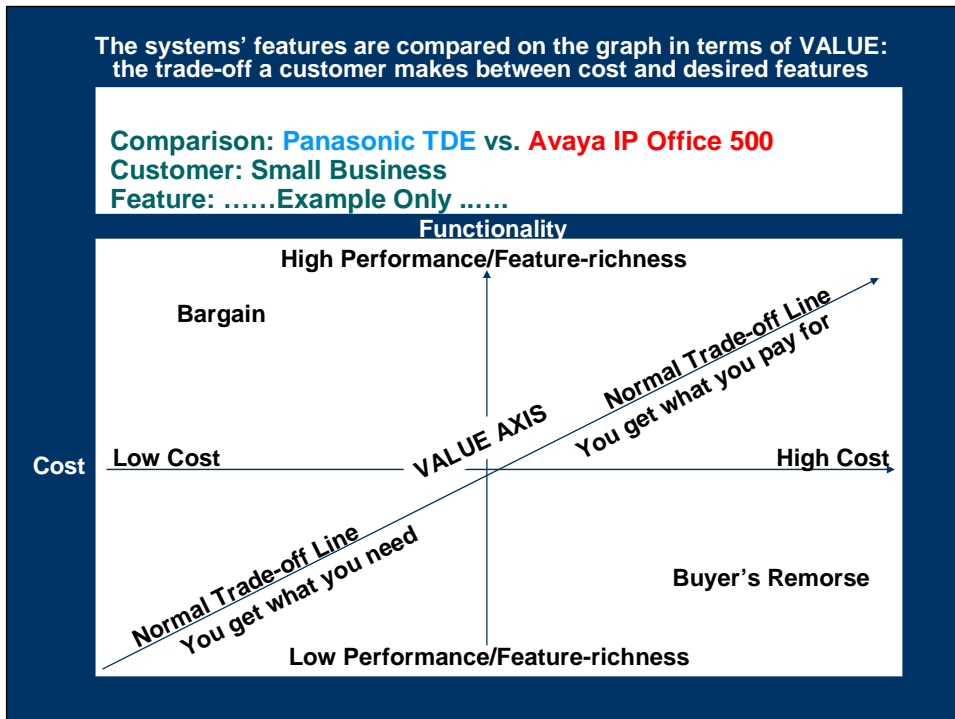 The systems’ features are compared on the graph in terms of VALUE:
the trade-off a customer makes between cost and desired features
Comparison: Panasonic TDE vs. Avaya IP Office 500
Customer: Small Business
Feature: ……Example Only ..….
Functionality
High Performance/Feature-richness
Bargain
Normal Trade-off Line
You get what you pay for
VALUE AXIS
Cost
Low Cost
High Cost
Normal Trade-off Line
You get what you need
Buyer’s Remorse
Low Performance/Feature-richness